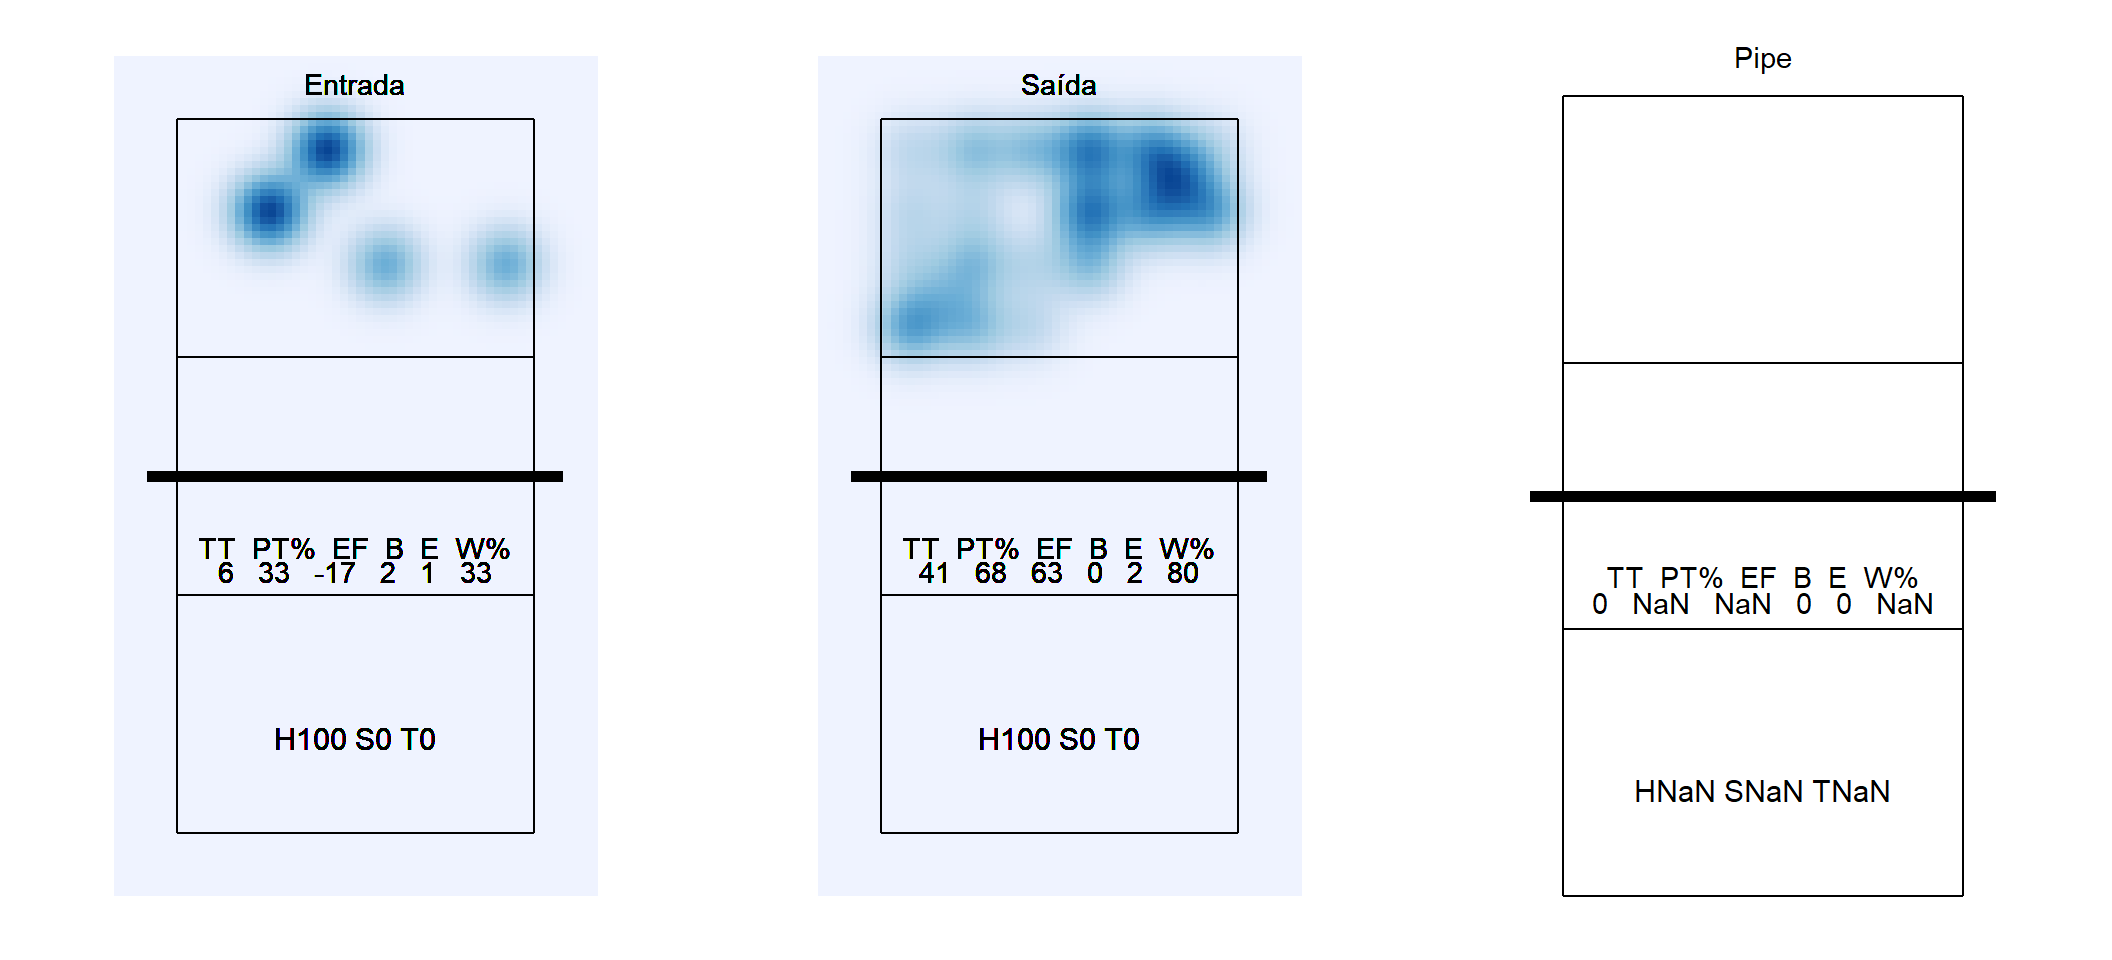 Entrada
TT PT% EF B E W%
6 33 -17 2 1 33
H100 S0 T0
Saída
TT PT% EF B E W%
41 68 63 0 2 80
H100 S0 T0
Pipe
TT PT% EF B E W%
0 NaN NaN 0 0 NaN
HNaN SNaN TNaN